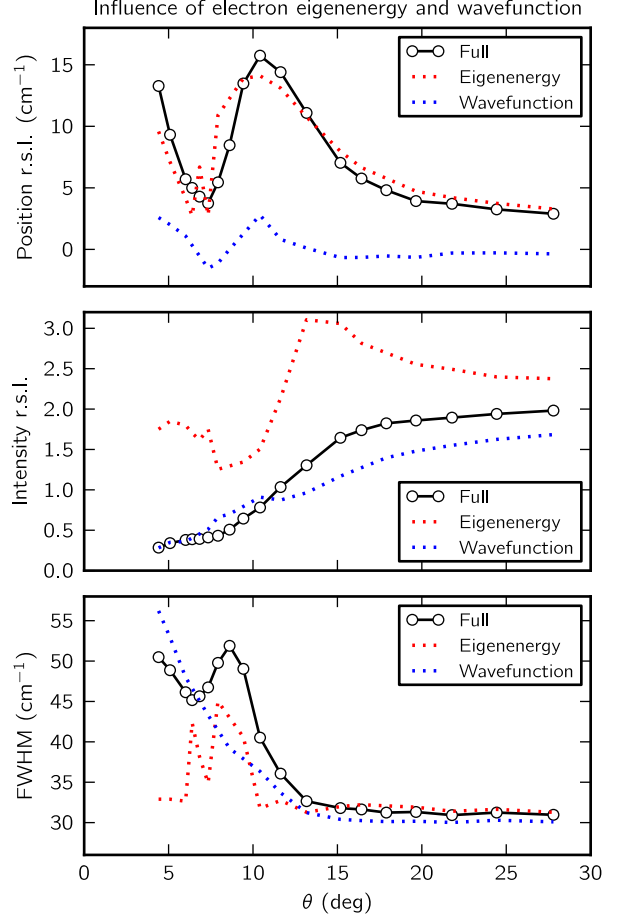 Influence of electron eigenenergy and wavefunction
Position r.s.l. (cm⁻¹)
15
10
5
0
Full
Eigenenergy
Wavefunction
Intensity r.s.l.
3.0
2.5
2.0
1.5
1.0
0.5
0.0
Full
Eigenenergy
Wavefunction
FWHM (cm⁻¹)
55
50
45
40
35
30
Full
Eigenenergy
Wavefunction
0 5 10 15 20 25 30
θ (deg)